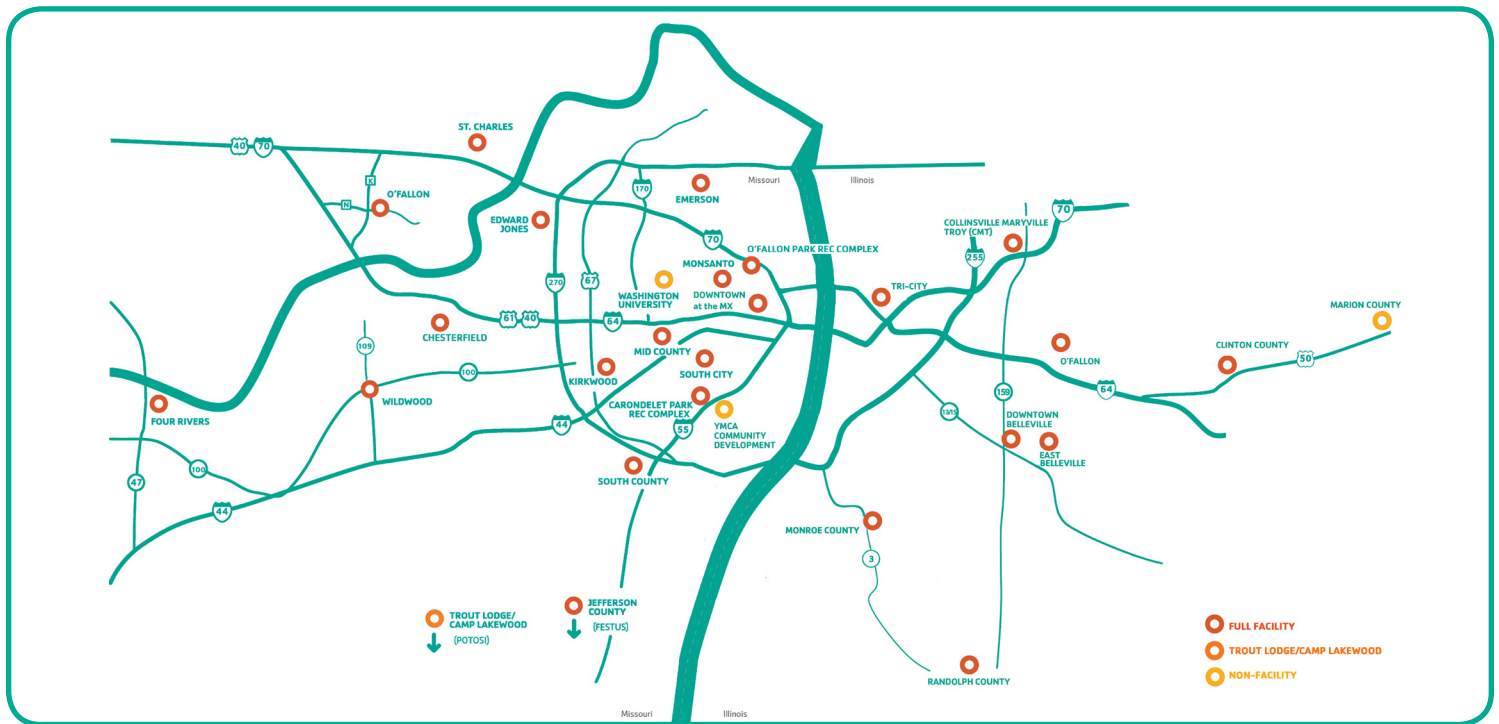 ST. CHARLES
40
70
170
Missouri
Illinois
EMERSON
K
O'FALLON
N
EDWARD
JONES
70
COLLINSVILLE MARYVILLE
TROY (CMT)
70
O'FALLON PARK REC COMPLEX
255
MONSANTO
270
67
WASHINGTON
UNIVERSITY
DOWNTOWN
at the MX
TRI-CITY
MARION COUNTY
61
40
64
CHESTERFIELD
109
MID COUNTY
CLINTON COUNTY
50
O'FALLON
100
KIRKWOOD
SOUTH CITY
64
159
WILDWOOD
CARONDELET PARK
REC COMPLEX
13/15
FOUR RIVERS
44
55
YMCA
COMMUNITY
DEVELOPMENT
DOWNTOWN
BELLEVILLE
EAST
BELLEVILLE
100
47
SOUTH COUNTY
44
MONROE COUNTY
3
TROUT LODGE/
CAMP LAKEWOOD
(POTOSI)
JEFFERSON
COUNTY
(FESTUS)
FULL FACILITY
TROUT LODGE/CAMP LAKEWOOD
NON-FACILITY
RANDOLPH COUNTY
Missouri
Illinois